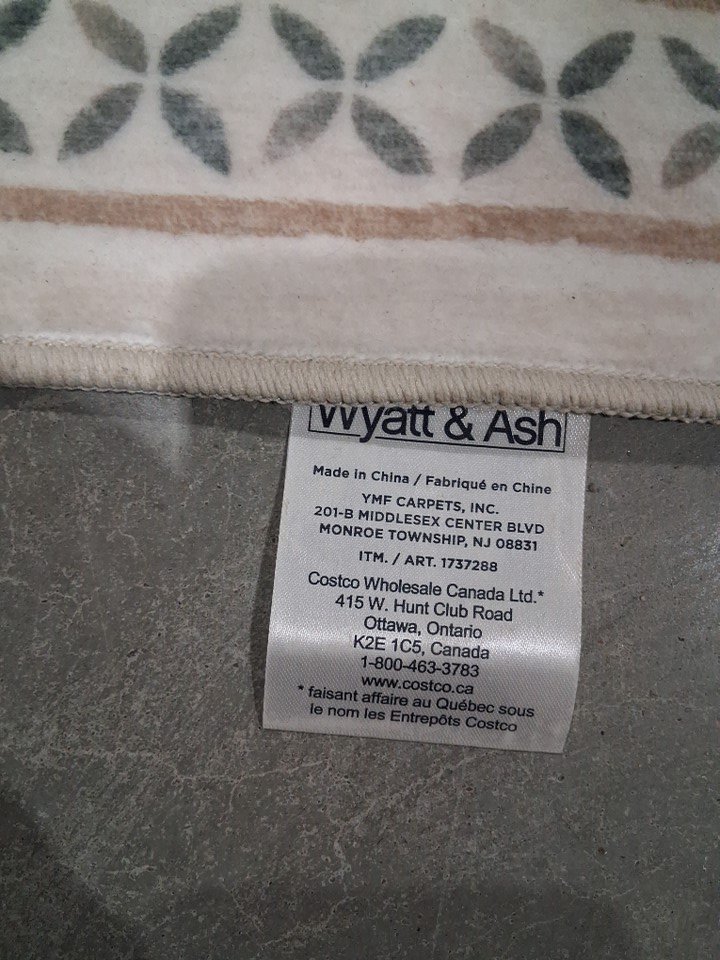 Wyatt & Ash
Made in China / Fabriqué en Chine
YMF CARPETS, INC.
201-B MIDDLESEX CENTER BLVD
MONROE TOWNSHIP, NJ 08831
ITM. / ART. 1737288
Costco Wholesale Canada Ltd.*
415 W. Hunt Club Road
Ottawa, Ontario
K2E 1C5, Canada
1-800-463-3783
www.costco.ca
* faisant affaire au Québec sous
le nom les Entrepôts Costco